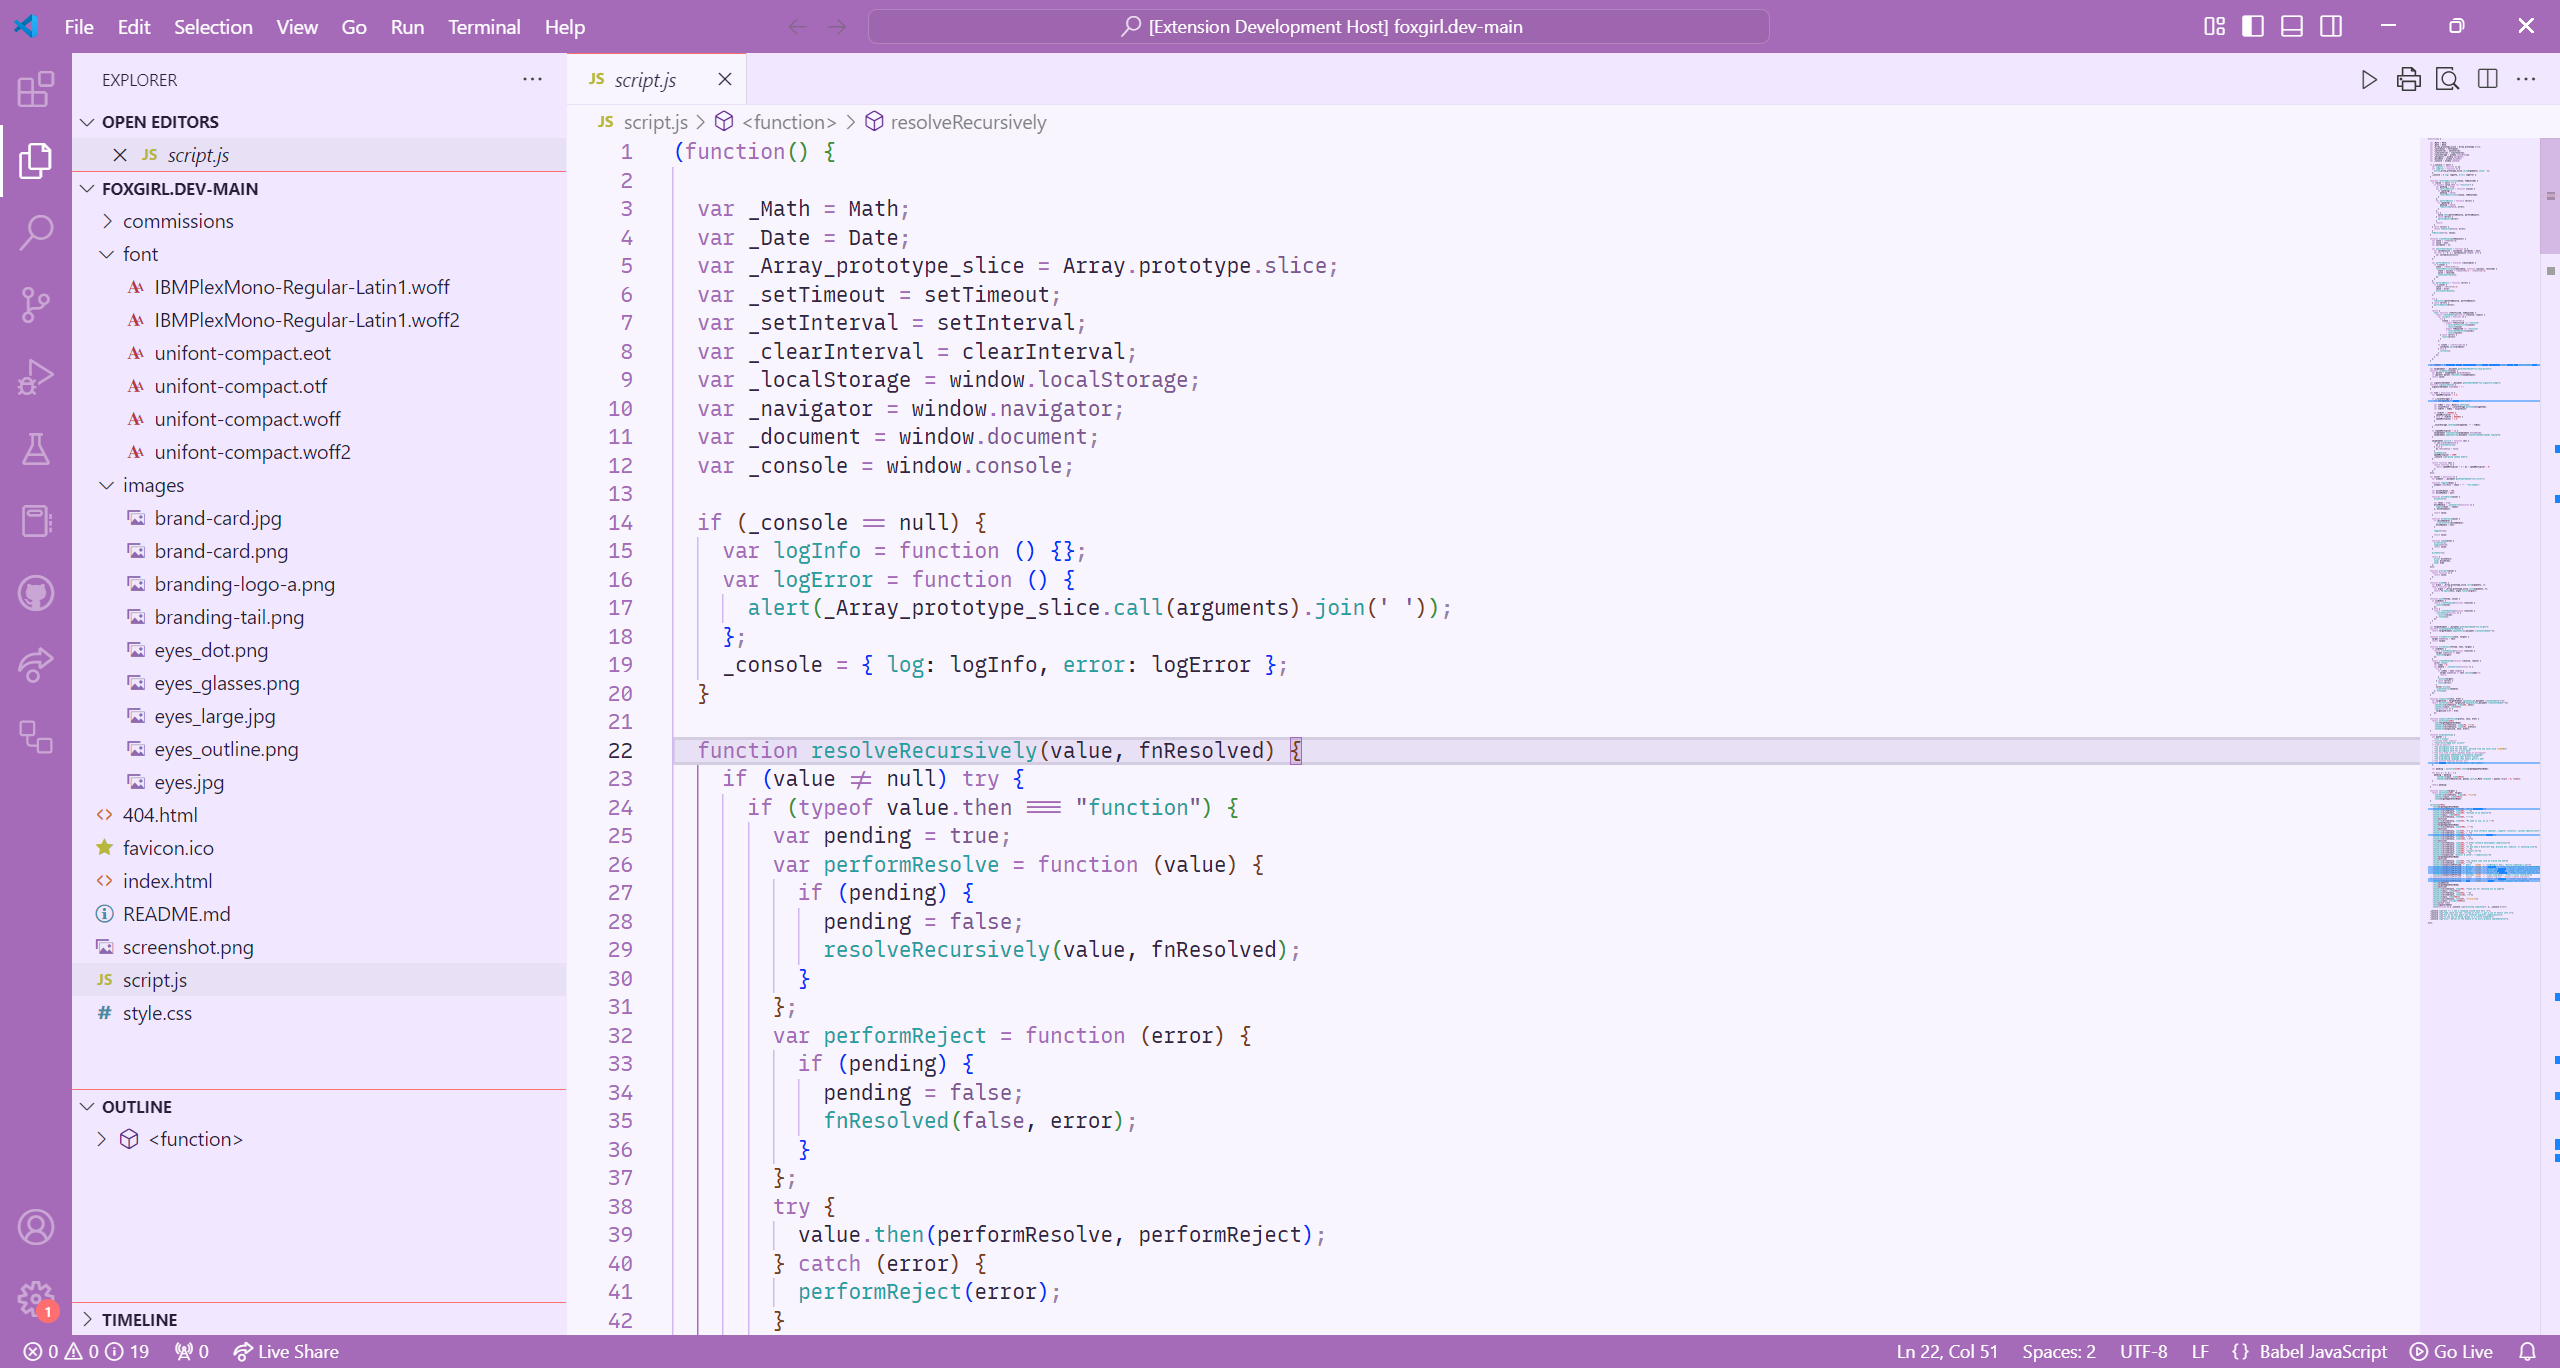 File Edit Selection View Go Run Terminal Help
[Extension Development Host] foxgirl.dev-main
EXPLORER
OPEN EDITORS
JS script.js
FOXGIRL.DEV-MAIN
commissions
font
IBMPlexMono-Regular-Latin1.woff
IBMPlexMono-Regular-Latin1.woff2
unifont-compact.eot
unifont-compact.otf
unifont-compact.woff
unifont-compact.woff2
images
brand-card.jpg
brand-card.png
branding-logo-a.png
branding-tail.png
eyes_dot.png
eyes_glasses.png
eyes_large.jpg
eyes_outline.png
eyes.jpg
404.html
favicon.ico
index.html
README.md
screenshot.png
JS script.js
# style.css
OUTLINE
<function>
TIMELINE
1
JS script.js
JS script.js > <function> > resolveRecursively
1 (function() {
2
3 var _Math = Math;
4 var _Date = Date;
5 var _Array_prototype_slice = Array.prototype.slice;
6 var _setTimeout = setTimeout;
7 var _setInterval = setInterval;
8 var _clearInterval = clearInterval;
9 var _localStorage = window.localStorage;
10 var _navigator = window.navigator;
11 var _document = window.document;
12 var _console = window.console;
13
14 if (_console == null) {
15 var logInfo = function () {};
16 var logError = function () {
17 alert(_Array_prototype_slice.call(arguments).join(' '));
18 };
19 _console = { log: logInfo, error: logError };
20 }
21
22 function resolveRecursively(value, fnResolved) {
23 if (value != null) try {
24 if (typeof value.then === "function") {
25 var pending = true;
26 var performResolve = function (value) {
27 if (pending) {
28 pending = false;
29 resolveRecursively(value, fnResolved);
30 }
31 };
32 var performReject = function (error) {
33 if (pending) {
34 pending = false;
35 fnResolved(false, error);
36 }
37 };
38 try {
39 value.then(performResolve, performReject);
40 } catch (error) {
41 performReject(error);
42 }
0 0 19 0 Live Share Ln 22, Col 51 Spaces: 2 UTF-8 LF {} Babel JavaScript Go Live